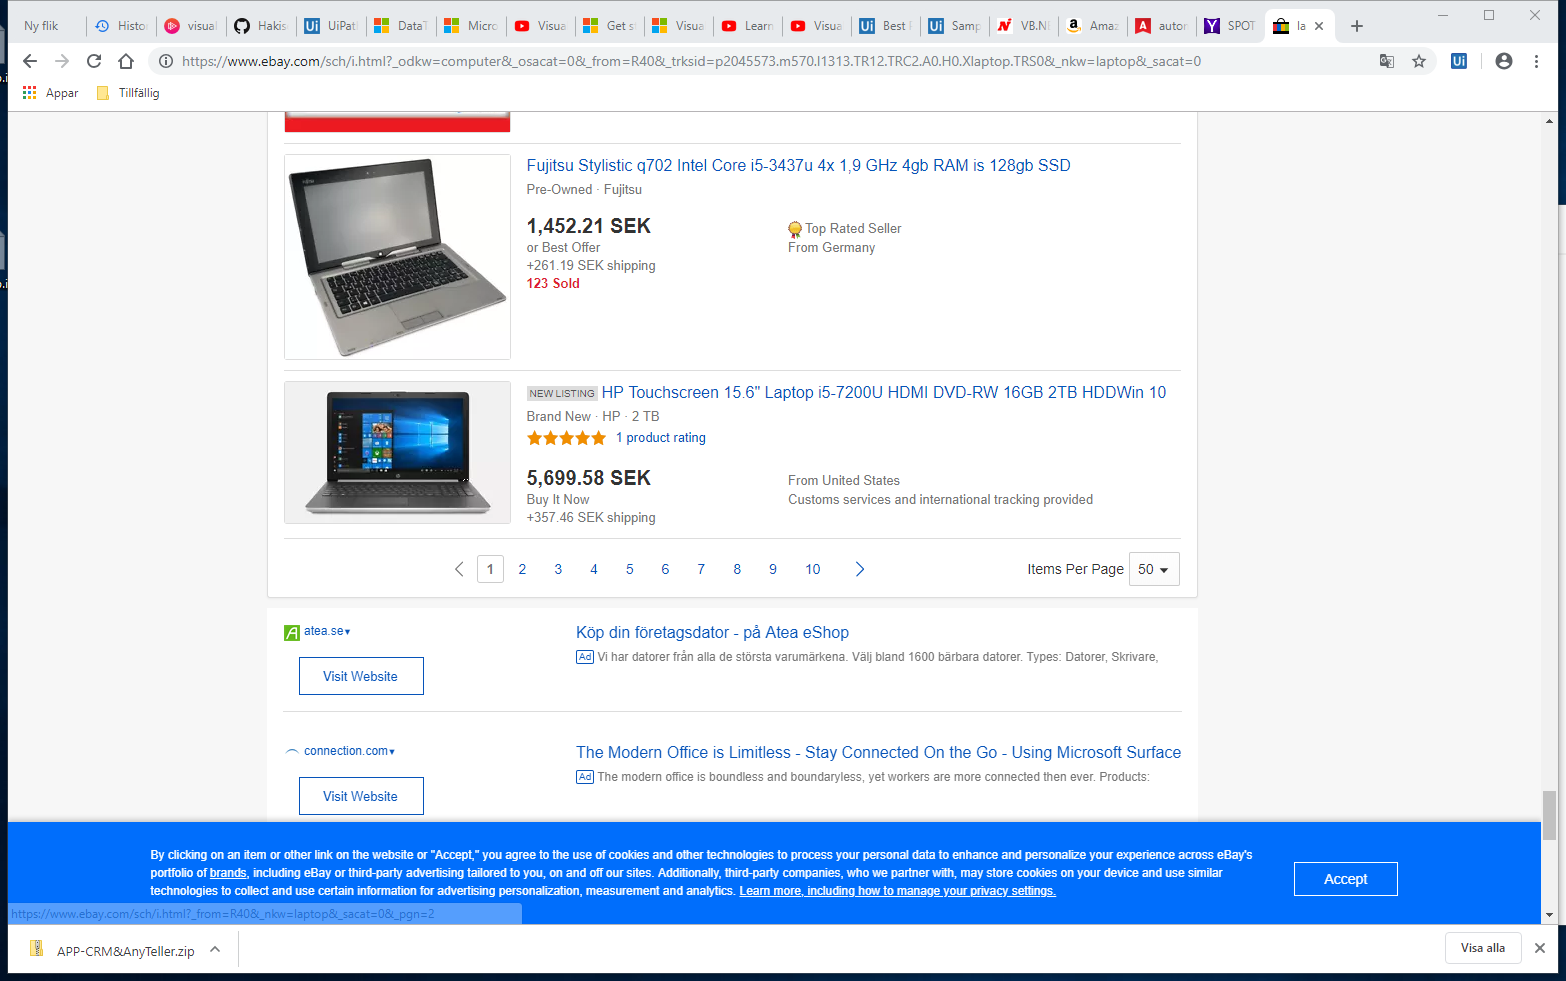 Ny flik
Histo
visual
Hakis
UiPat
DataT
Micro
Visua
Get s
Visua
Learn
Visua
Best
Samp
VB.NE
Amaz
autor
SPOT
la
https://www.ebay.com/sch/i.html?_odkw=computer&_osacat=0&_from=R40&_trksid=p2045573.m570.l1313.TR12.TRC2.A0.H0.Xlaptop.TRS0&_nkw=laptop&_sacat=0
Appar
Tillfällig
Fujitsu Stylistic q702 Intel Core i5-3437u 4x 1,9 GHz 4gb RAM is 128gb SSD
Pre-Owned · Fujitsu
1,452.21 SEK
Top Rated Seller
or Best Offer
From Germany
+261.19 SEK shipping
123 Sold
NEW LISTING HP Touchscreen 15.6" Laptop i5-7200U HDMI DVD-RW 16GB 2TB HDDWin 10
Brand New · HP · 2 TB
1 product rating
5,699.58 SEK
From United States
Buy It Now
Customs services and international tracking provided
+357.46 SEK shipping
1 2 3 4 5 6 7 8 9 10
Items Per Page 50
atea.se
Köp din företagsdator - på Atea eShop
Ad Vi har datorer från alla de största varumärkena. Välj bland 1600 bärbara datorer. Types: Datorer, Skrivare,
Visit Website
connection.com
The Modern Office is Limitless - Stay Connected On the Go - Using Microsoft Surface
Ad The modern office is boundless and boundaryless, yet workers are more connected then ever. Products:
Visit Website
By clicking on an item or other link on the website or "Accept," you agree to the use of cookies and other technologies to process your personal data to enhance and personalize your experience across eBay's
portfolio of brands, including eBay or third-party advertising tailored to you, on and off our sites. Additionally, third-party companies, who we partner with, may store cookies on your device and use similar
technologies to collect and use certain information for advertising personalization, measurement and analytics. Learn more, including how to manage your privacy settings.
Accept
https://www.ebay.com/sch/i.html?_from=R40&_nkw=laptop&_sacat=0&_pgn=2
APP-CRM&AnyTeller.zip
Visa alla